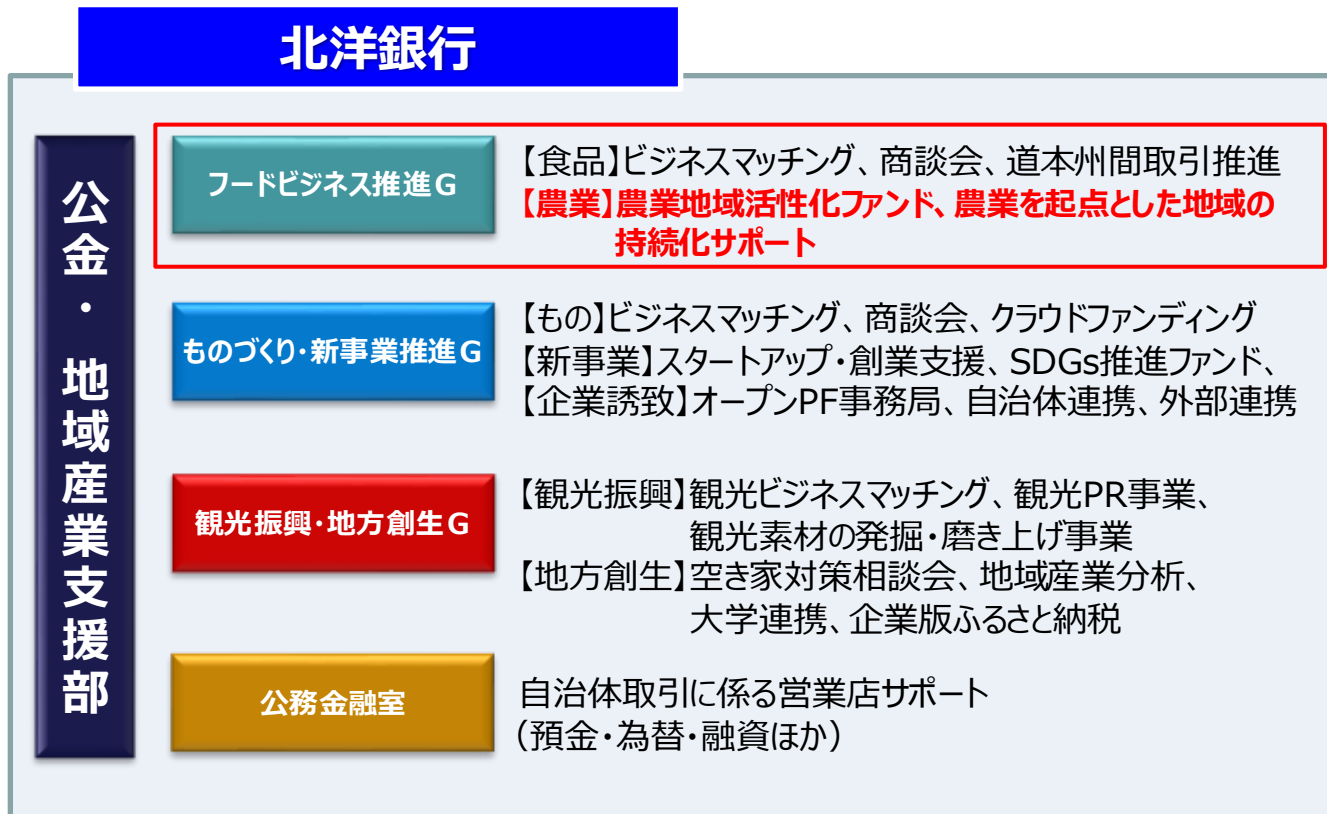 北洋銀行
公金・地域産業支援部
フードビジネス推進G
【食品】ビジネスマッチング、商談会、道本州間取引推進
【農業】農業地域活性化ファンド、農業を起点とした地域の
持続化サポート
ものづくり・新事業推進G
【もの】ビジネスマッチング、商談会、クラウドファンディング
【新事業】スタートアップ・創業支援、SDGs推進ファンド、
【企業誘致】オープンPF事務局、自治体連携、外部連携
観光振興・地方創生G
【観光振興】観光ビジネスマッチング、観光PR事業、
観光素材の発掘・磨き上げ事業
【地方創生】空き家対策相談会、地域産業分析、
大学連携、企業版ふるさと納税
公務金融室
自治体取引に係る営業店サポート
（預金・為替・融資ほか）